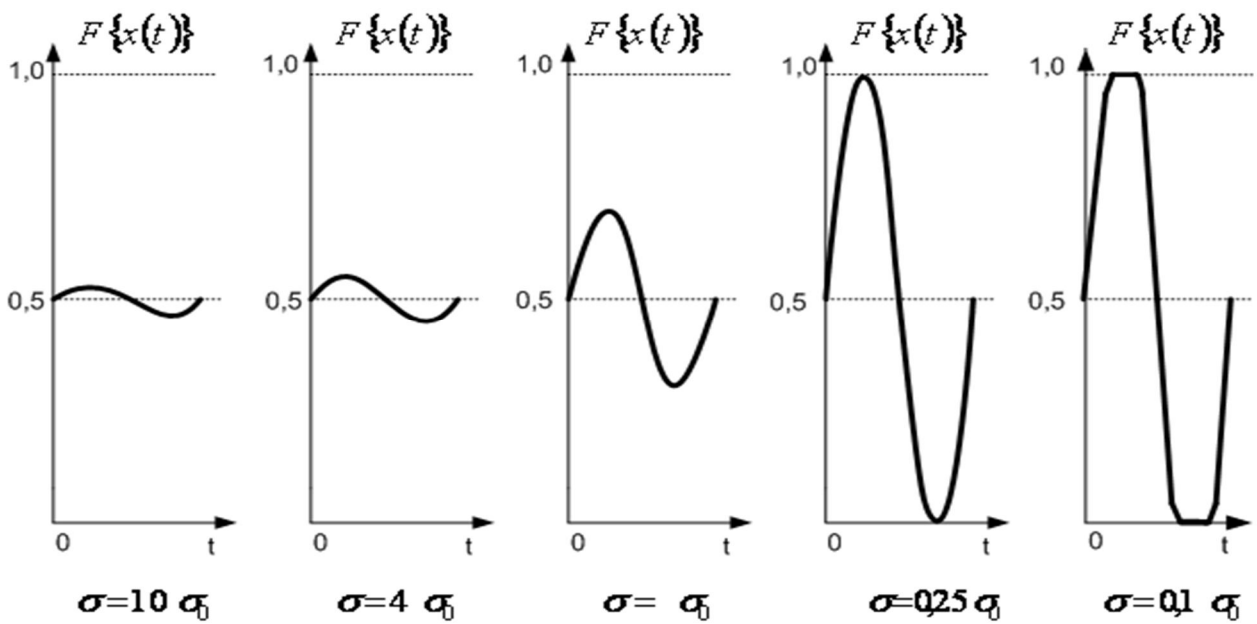 F{x(t)} F{x(t)} F{x(t)} F{x(t)} F{x(t)}
1,0 1,0 1,0 1,0 1,0
0,5 0,5 0,5 0,5 0,5
0 t 0 t 0 t 0 t 0 t
σ=10 σ₀ σ=4 σ₀ σ= σ₀ σ=0,25 σ₀ σ=0,1 σ₀